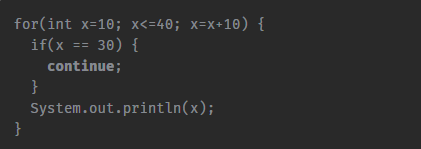 for(int x=10; x<=40; x=x+10) {
  if(x == 30) {
    continue;
  }
  System.out.println(x);
}